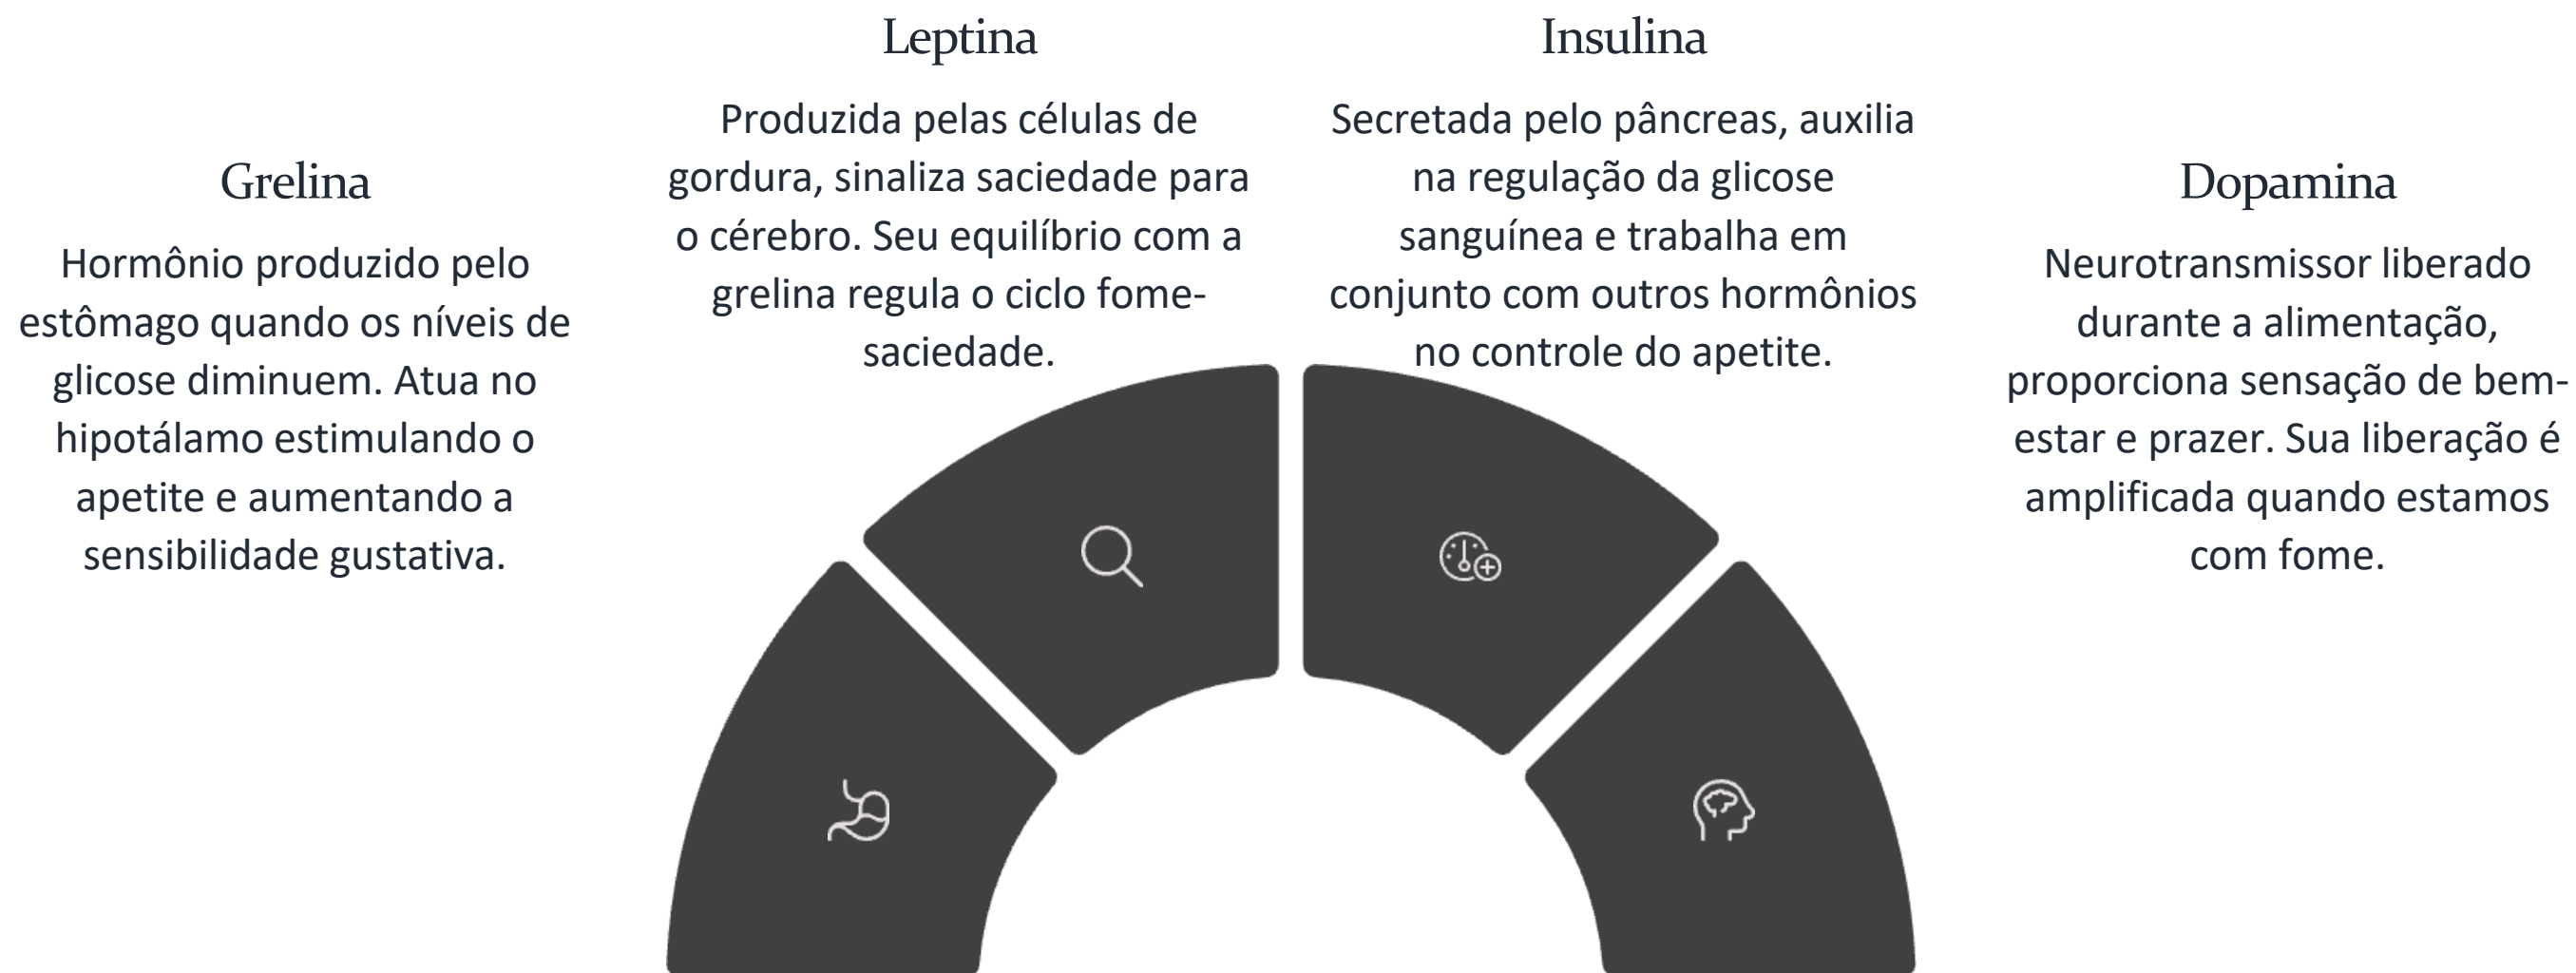 Grelina
Hormônio produzido pelo
estômago quando os níveis de
glicose diminuem. Atua no
hipotálamo estimulando o
apetite e aumentando a
sensibilidade gustativa.
Leptina
Produzida pelas células de
gordura, sinaliza saciedade para
o cérebro. Seu equilíbrio com a
grelina regula o ciclo fome-
saciedade.
Insulina
Secretada pelo pâncreas, auxilia
na regulação da glicose
sanguínea e trabalha em
conjunto com outros hormônios
no controle do apetite.
Dopamina
Neurotransmissor liberado
durante a alimentação,
proporciona sensação de bem-
estar e prazer. Sua liberação é
amplificada quando estamos
com fome.